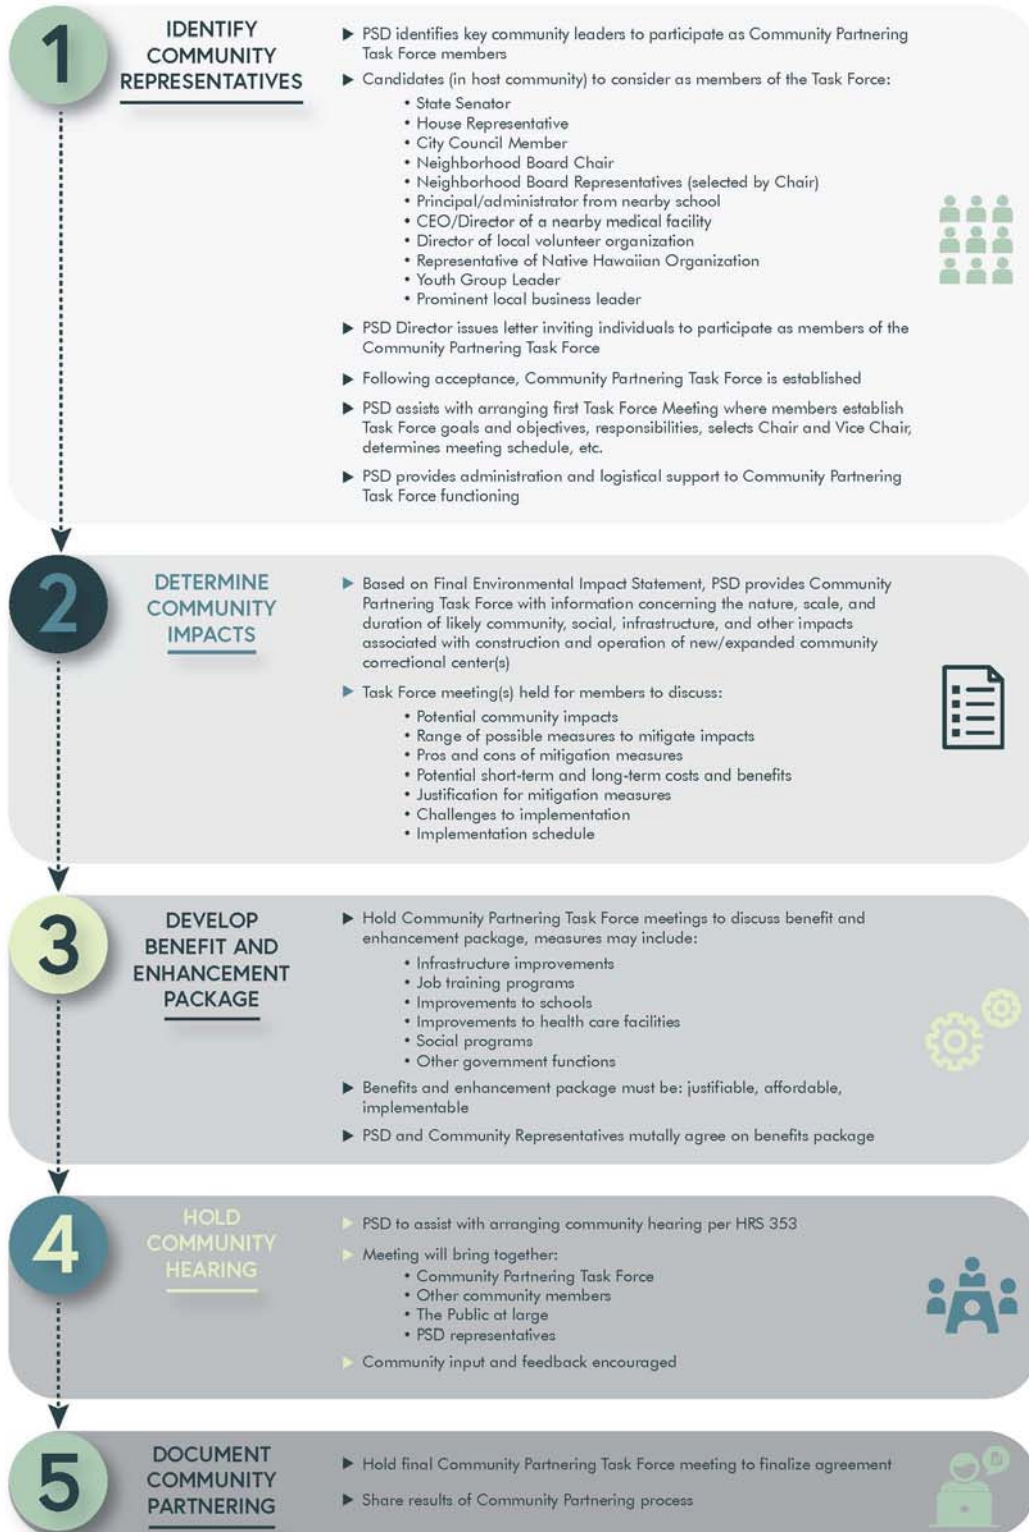 1
IDENTIFY
COMMUNITY
REPRESENTATIVES
▶ PSD identifies key community leaders to participate as Community Partnering
Task Force members
▶ Candidates (in host community) to consider as members of the Task Force:
• State Senator
• House Representative
• City Council Member
• Neighborhood Board Chair
• Neighborhood Board Representatives (selected by Chair)
• Principal/administrator from nearby school
• CEO/Director of a nearby medical facility
• Director of local volunteer organization
• Representative of Native Hawaiian Organization
• Youth Group Leader
• Prominent local business leader
▶ PSD Director issues letter inviting individuals to participate as members of the
Community Partnering Task Force
▶ Following acceptance, Community Partnering Task Force is established
▶ PSD assists with arranging first Task Force Meeting where members establish
Task Force goals and objectives, responsibilities, selects Chair and Vice Chair,
determines meeting schedule, etc.
▶ PSD provides administration and logistical support to Community Partnering
Task Force functioning
2
DETERMINE
COMMUNITY
IMPACTS
▶ Based on Final Environmental Impact Statement, PSD provides Community
Partnering Task Force with information concerning the nature, scale, and
duration of likely community, social, infrastructure, and other impacts
associated with construction and operation of new/expanded community
correctional center(s)
▶ Task Force meeting(s) held for members to discuss:
• Potential community impacts
• Range of possible measures to mitigate impacts
• Pros and cons of mitigation measures
• Potential short-term and long-term costs and benefits
• Justification for mitigation measures
• Challenges to implementation
• Implementation schedule
3
DEVELOP
BENEFIT AND
ENHANCEMENT
PACKAGE
▶ Hold Community Partnering Task Force meetings to discuss benefit and
enhancement package, measures may include:
• Infrastructure improvements
• Job training programs
• Improvements to schools
• Improvements to health care facilities
• Social programs
• Other government functions
▶ Benefits and enhancement package must be: justifiable, affordable,
implementable
▶ PSD and Community Representatives mutally agree on benefits package
4
HOLD
COMMUNITY
HEARING
▶ PSD to assist with arranging community hearing per HRS 353
▶ Meeting will bring together:
• Community Partnering Task Force
• Other community members
• The Public at large
• PSD representatives
▶ Community input and feedback encouraged
5
DOCUMENT
COMMUNITY
PARTNERING
▶ Hold final Community Partnering Task Force meeting to finalize agreement
▶ Share results of Community Partnering process